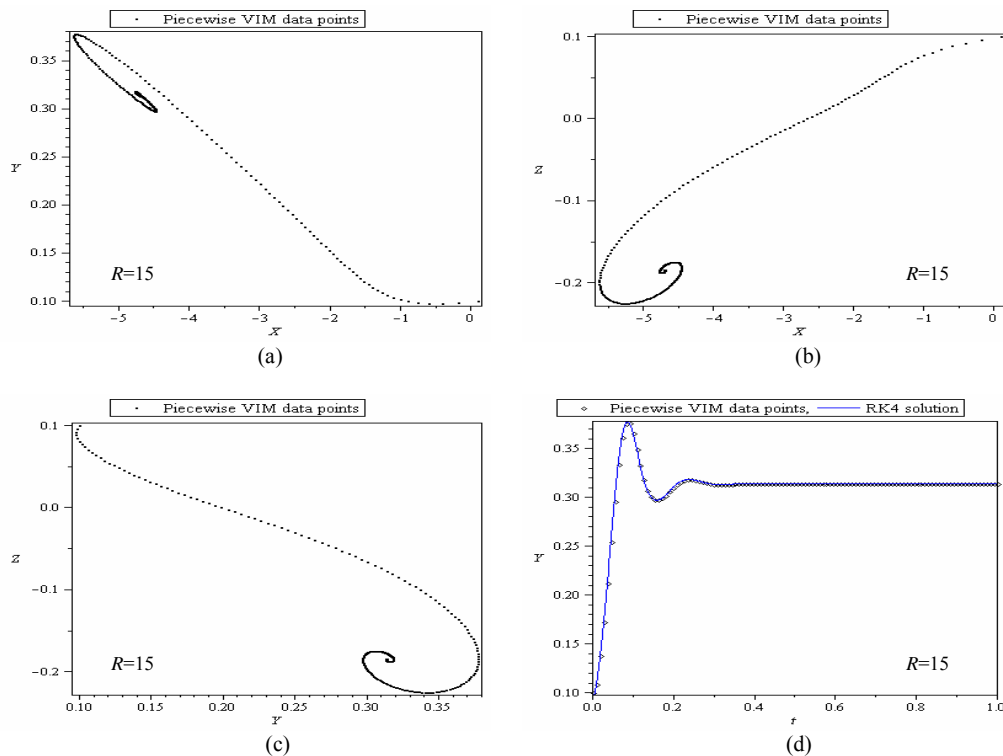 Piecewise VIM data points
0.35
0.30
0.25
Y
0.20
0.15
0.10
R=15
−5 −4 −3 −2 −1 0
X
(a)
Piecewise VIM data points
0.1
0.0
Z
−0.1
−0.2
R=15
−5 −4 −3 −2 −1 0
X
(b)
Piecewise VIM data points
0.1
0.0
Z
−0.1
−0.2
R=15
0.10 0.15 0.20 0.25 0.30 0.35
Y
(c)
Piecewise VIM data points, RK4 solution
0.35
0.30
0.25
Y
0.20
0.15
0.10
R=15
0.0 0.2 0.4 0.6 0.8 1.0
t
(d)